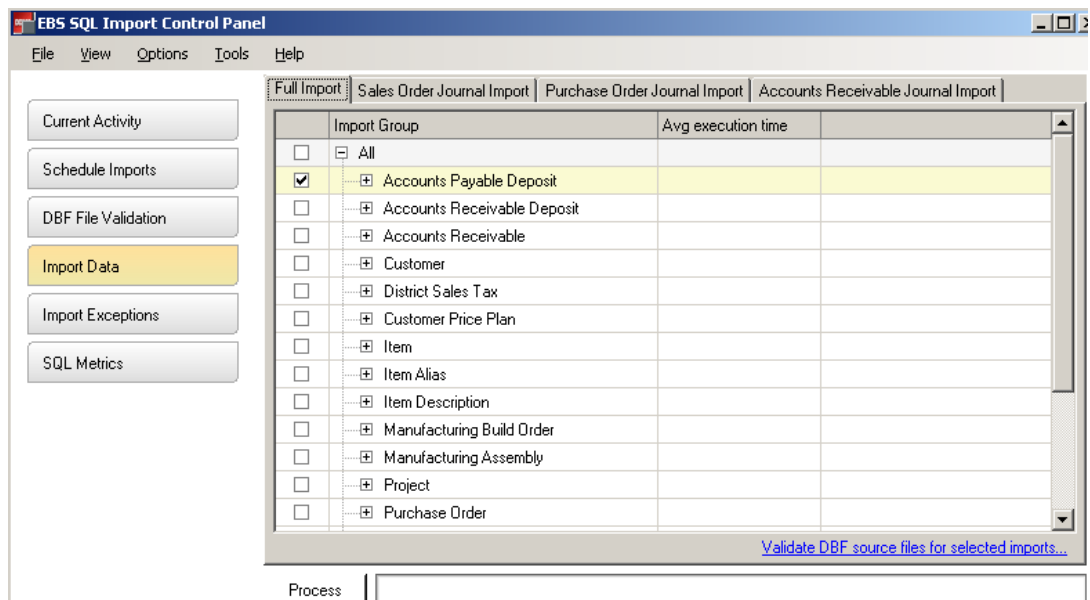 EBS SQL Import Control Panel
File View Options Tools Help
Full Import Sales Order Journal Import Purchase Order Journal Import Accounts Receivable Journal Import
Current Activity
Schedule Imports
DBF File Validation
Import Data
Import Exceptions
SQL Metrics
Import Group Avg execution time
All
Accounts Payable Deposit
Accounts Receivable Deposit
Accounts Receivable
Customer
District Sales Tax
Customer Price Plan
Item
Item Alias
Item Description
Manufacturing Build Order
Manufacturing Assembly
Project
Purchase Order
Validate DBF source files for selected imports...
Process